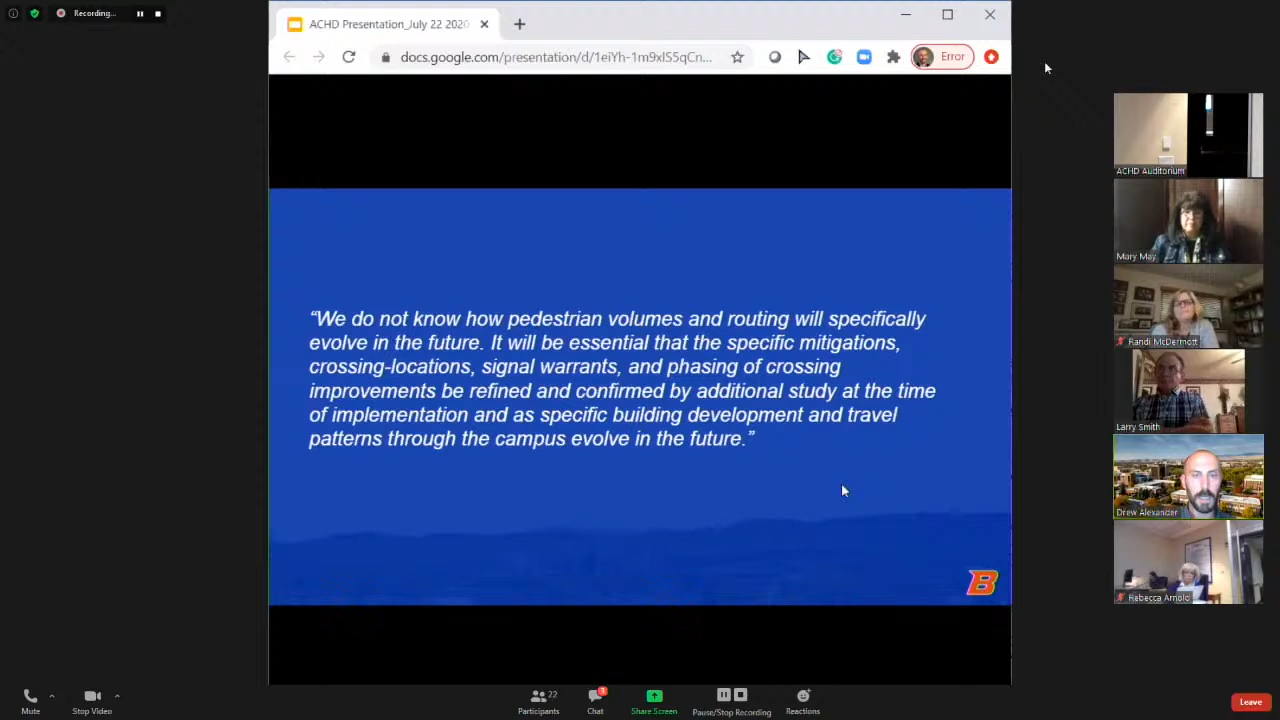 Recording...
ACHD Presentation_July 22 2020
docs.google.com/presentation/d/1eiYh-1m9xIS5qCn...
Error
“We do not know how pedestrian volumes and routing will specifically
evolve in the future. It will be essential that the specific mitigations,
crossing-locations, signal warrants, and phasing of crossing
improvements be refined and confirmed by additional study at the time
of implementation and as specific building development and travel
patterns through the campus evolve in the future.”
B
ACHD Auditorium
Mary May
Randi McDermott
Larry Smith
Drew Alexander
Rebecca Arnold
Mute
Stop Video
22
Participants
3
Chat
Share Screen
Pause/Stop Recording
Reactions
Leave